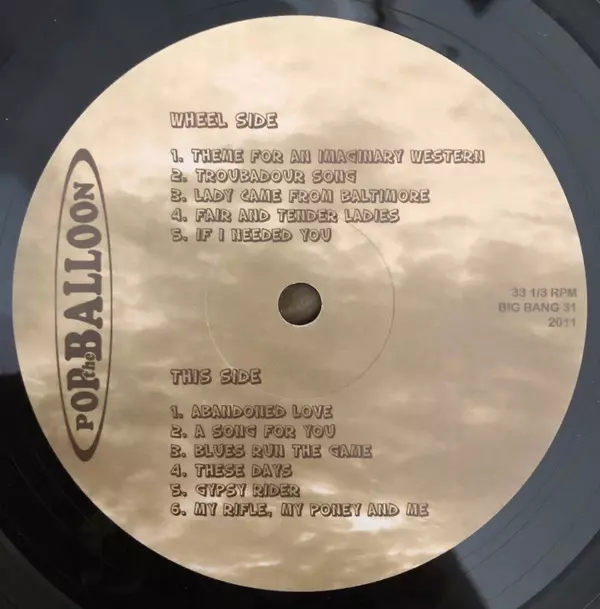 WHEEL SIDE
1. THEME FOR AN IMAGINARY WESTERN
2. TROUBADOUR SONG
3. LADY CAME FROM BALTIMORE
4. FAIR AND TENDER LADIES
5. IF I NEEDED YOU
POP the BALLOON
33 1/3 RPM
BIG BANG 31
2011
THIS SIDE
1. ABANDONED LOVE
2. A SONG FOR YOU
3. BLUES RUN THE GAME
4. THESE DAYS
5. GYPSY RIDER
6. MY RIFLE, MY PONEY AND ME